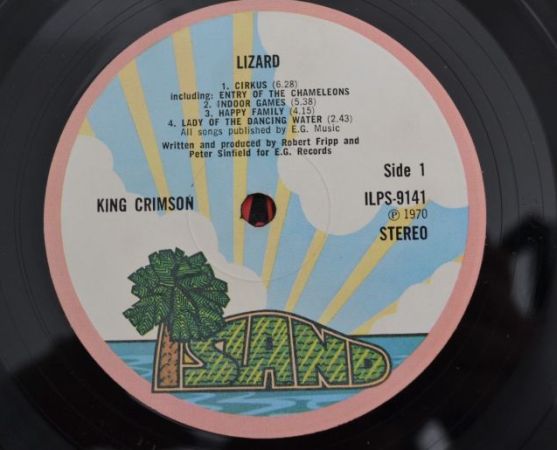 LIZARD
1. CIRKUS (6.28)
including: ENTRY OF THE CHAMELEONS
2. INDOOR GAMES (5.38)
3. HAPPY FAMILY (4.15)
4. LADY OF THE DANCING WATER (2.43)
All songs published by E.G. Music
Written and produced by Robert Fripp and
Peter Sinfield for E.G. Records
Side 1
KING CRIMSON
ILPS-9141
℗ 1970
STEREO
ISLAND